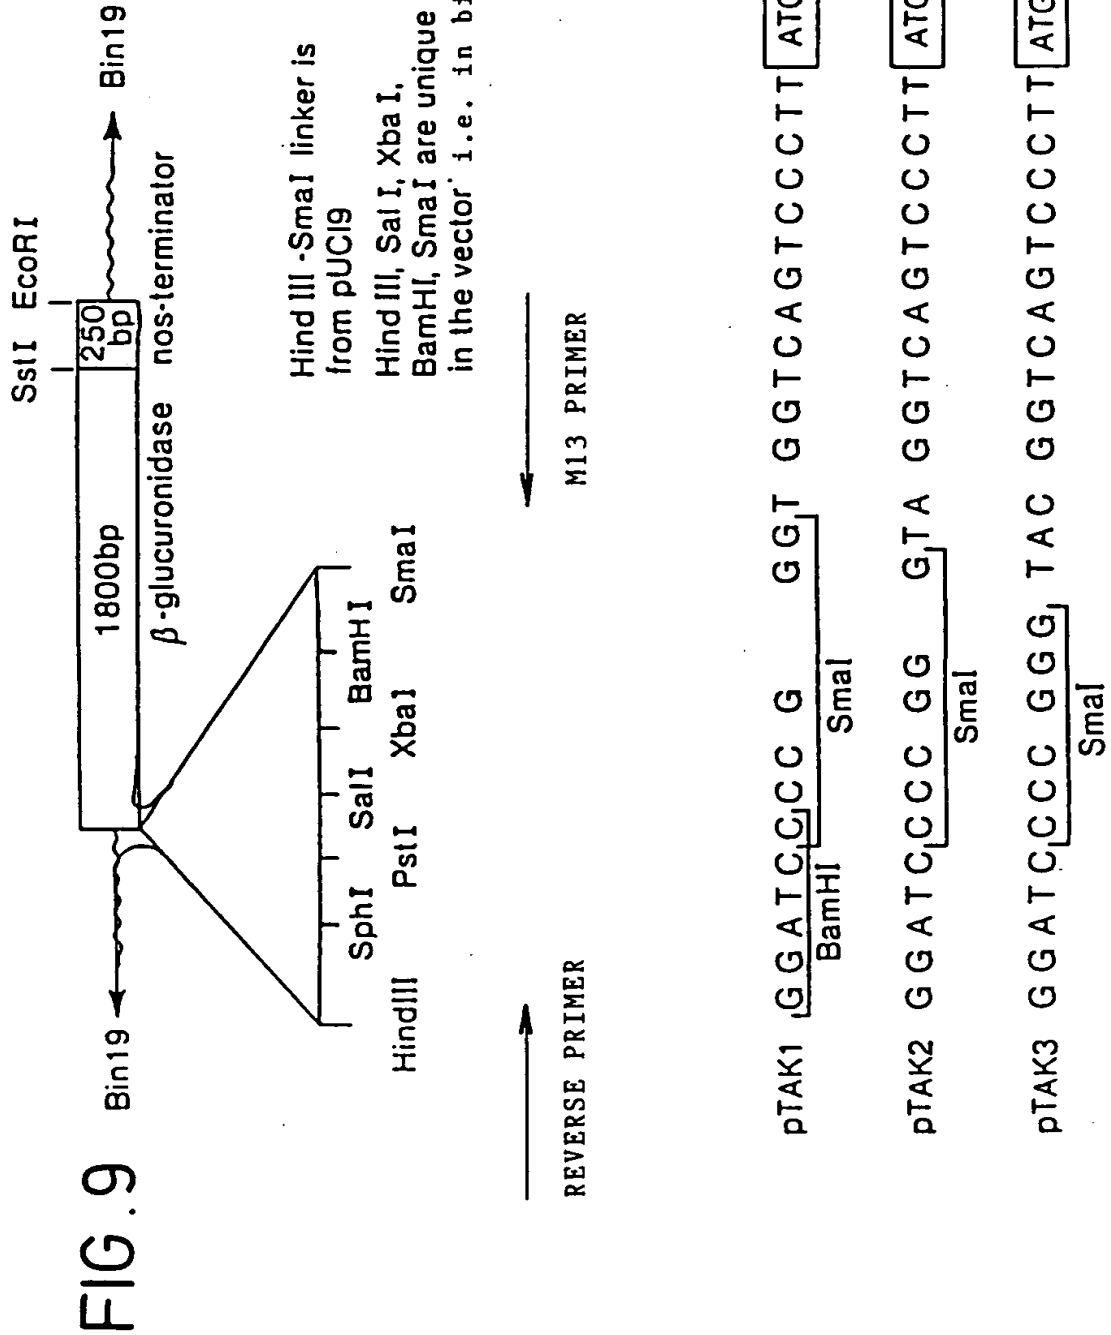 FIG. 9
SstI EcoRI
Bin19 1800bp 250 bp Bin19
β-glucuronidase nos-terminator
HindIII SphI PstI SalI XbaI BamHI SmaI
Hind III -SmaI linker is
from pUC19
Hind III, Sal I, Xba I,
BamHI, SmaI are unique
in the vector' i.e. in
REVERSE PRIMER M13 PRIMER
pTAK1 GGATCCCC G GGT GGTCAGTCCCTT ATG
BamHI SmaI
pTAK2 GGATCCCC GG GTA GGTCAGTCCCTT ATG
SmaI
pTAK3 GGATCCCC GGG TAC GGTCAGTCCCTT ATG
SmaI